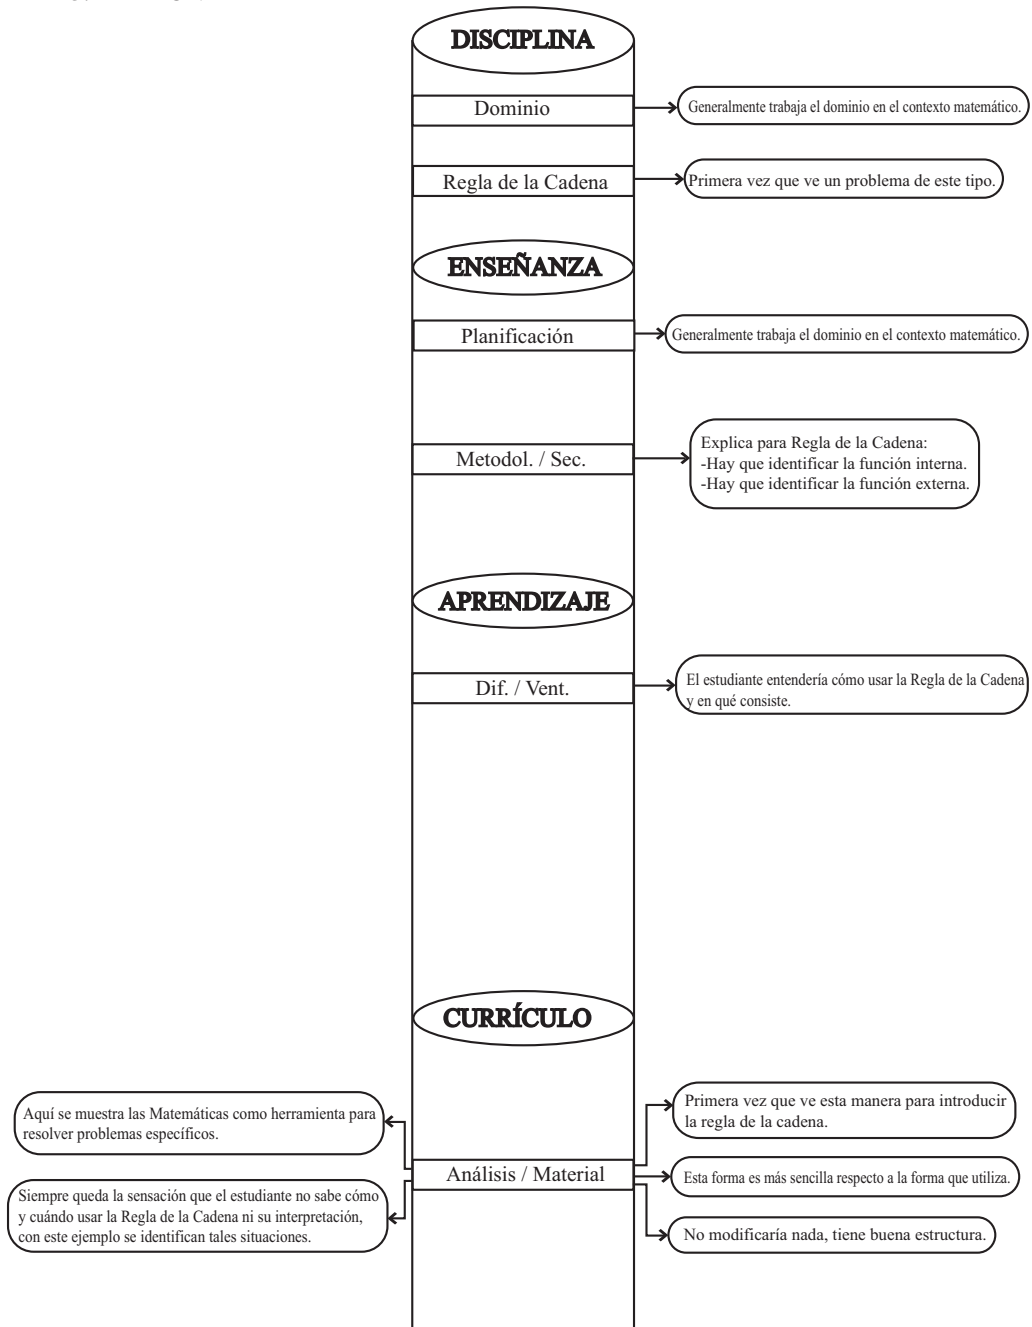 DISCIPLINA
Dominio
Generalmente trabaja el dominio en el contexto matemático.
Regla de la Cadena
Primera vez que ve un problema de este tipo.
ENSEÑANZA
Planificación
Generalmente trabaja el dominio en el contexto matemático.
Metodol. / Sec.
Explica para Regla de la Cadena:
-Hay que identificar la función interna.
-Hay que identificar la función externa.
APRENDIZAJE
Dif. / Vent.
El estudiante entendería cómo usar la Regla de la Cadena
y en qué consiste.
CURRÍCULO
Aquí se muestra las Matemáticas como herramienta para
resolver problemas específicos.
Siempre queda la sensación que el estudiante no sabe cómo
y cuándo usar la Regla de la Cadena ni su interpretación,
con este ejemplo se identifican tales situaciones.
Análisis / Material
Primera vez que ve esta manera para introducir
la regla de la cadena.
Esta forma es más sencilla respecto a la forma que utiliza.
No modificaría nada, tiene buena estructura.